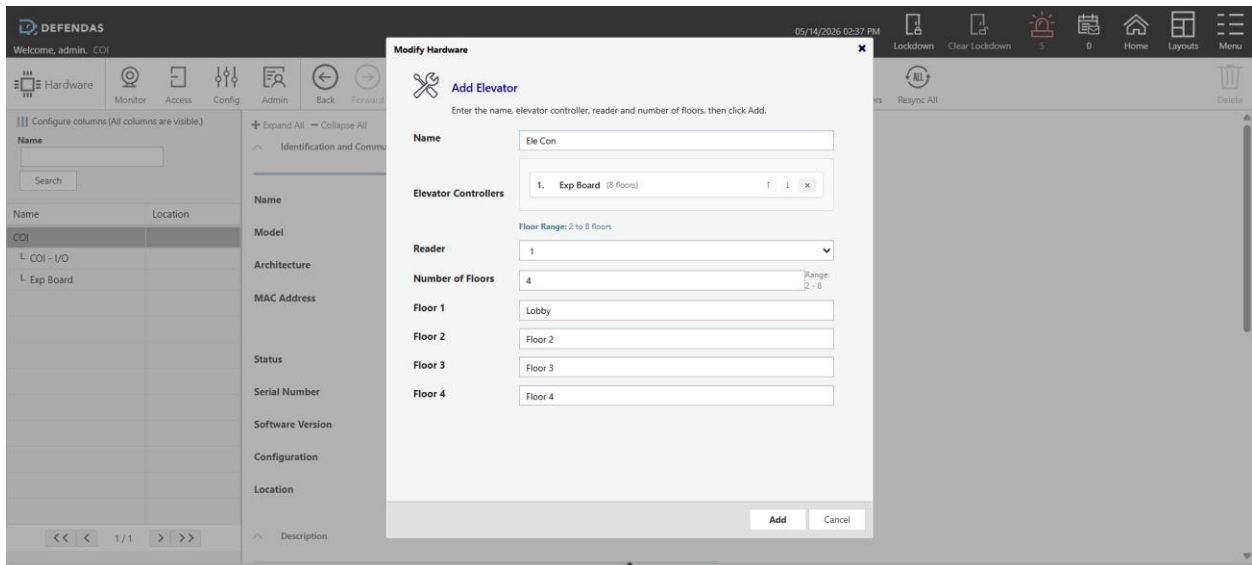 DEFENDAS
05/14/2026 02:37 PM
Welcome, admin. COI
Lockdown
Clear Lockdown
5
0
Home
Layouts
Menu
Hardware
Monitor
Access
Config
Admin
Back
Forward
ALL
Resync All
Delete
Configure columns (All columns are visible.)
Name
Search
Name Location
COI
COI - I/O
Exp Board
<< < 1 / 1 > >>
+ Expand All − Collapse All
Identification and Commu
Name
Model
Architecture
MAC Address
Status
Serial Number
Software Version
Configuration
Location
Description
Modify Hardware
Add Elevator
Enter the name, elevator controller, reader and number of floors, then click Add.
Name Ele Con
Elevator Controllers 1. Exp Board (8 floors) ↑ ↓ ×
Floor Range: 2 to 8 floors
Reader 1
Number of Floors 4 Range: 2 - 8
Floor 1 Lobby
Floor 2 Floor 2
Floor 3 Floor 3
Floor 4 Floor 4
Add Cancel